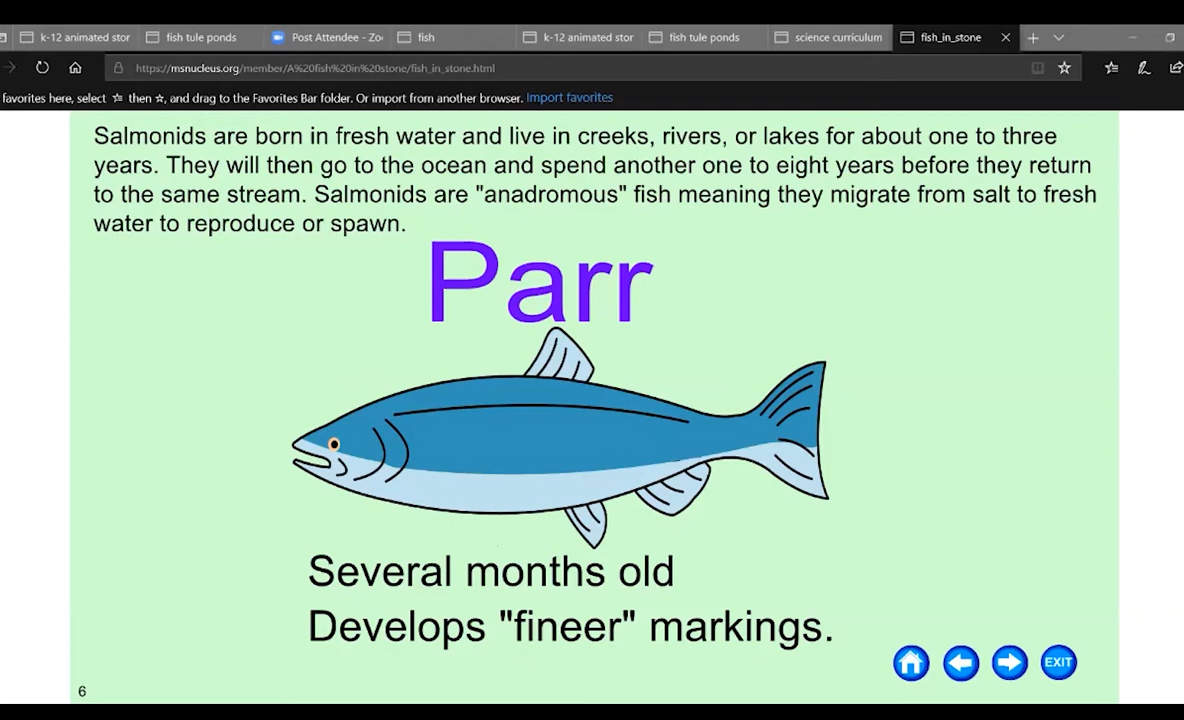 k-12 animated stor fish tule ponds Post Attendee - Zo fish k-12 animated stor fish tule ponds science curriculum fish_in_stone
https://msnucleus.org/member/A%20fish%20in%20stone/fish_in_stone.html
favorites here, select then, and drag to the Favorites Bar folder. Or import from another browser. Import favorites
Salmonids are born in fresh water and live in creeks, rivers, or lakes for about one to three
years. They will then go to the ocean and spend another one to eight years before they return
to the same stream. Salmonids are "anadromous" fish meaning they migrate from salt to fresh
water to reproduce or spawn.
Parr
Several months old
Develops "fineer" markings.
EXIT
6